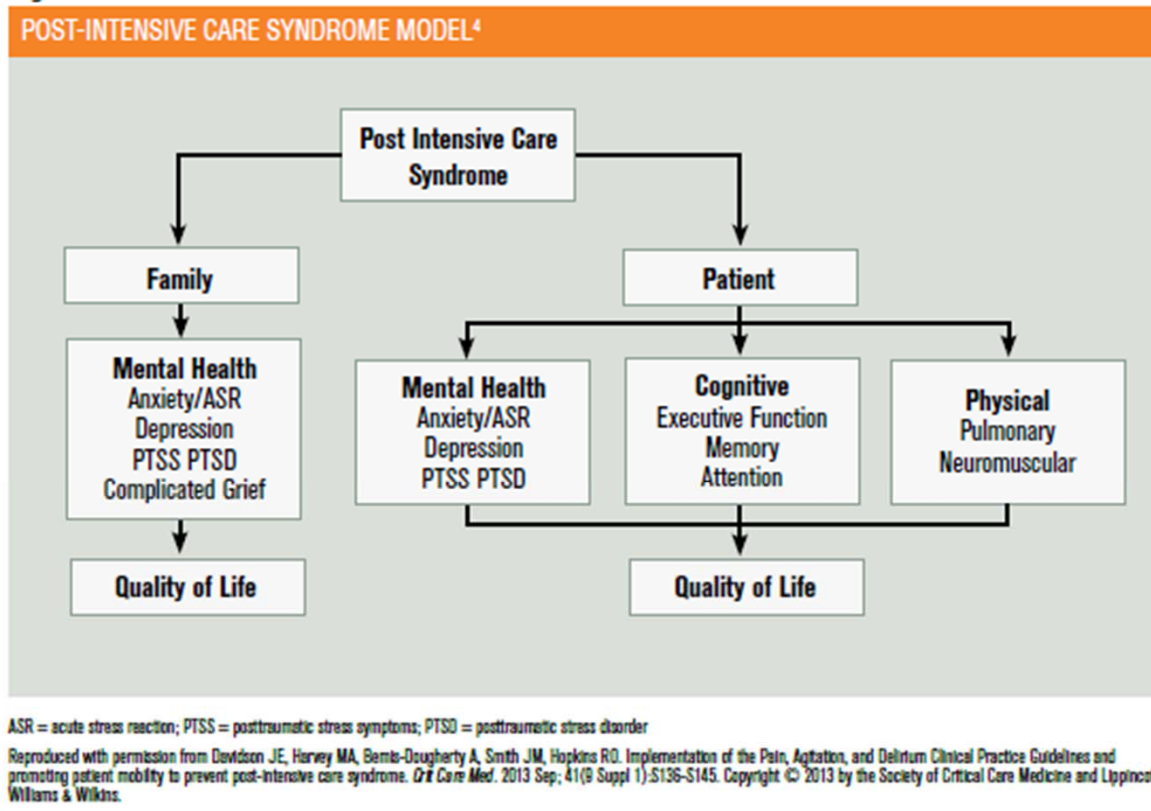 POST-INTENSIVE CARE SYNDROME MODEL⁴
Post Intensive Care
Syndrome
Family
Patient
Mental Health
Anxiety/ASR
Depression
PTSS PTSD
Complicated Grief
Mental Health
Anxiety/ASR
Depression
PTSS PTSD
Cognitive
Executive Function
Memory
Attention
Physical
Pulmonary
Neuromuscular
Quality of Life
Quality of Life
ASR = acute stress reaction; PTSS = posttraumatic stress symptoms; PTSD = posttraumatic stress disorder
Reproduced with permission from Davidson JE, Harvey MA, Bemis-Dougherty A, Smith JM, Hopkins RO. Implementation of the Pain, Agitation, and Delirium Clinical Practice Guidelines and
promoting patient mobility to prevent post-intensive care syndrome. Crit Care Med. 2013 Sep; 41(9 Suppl 1):S136-S145. Copyright © 2013 by the Society of Critical Care Medicine and Lippinco
Williams & Wilkins.